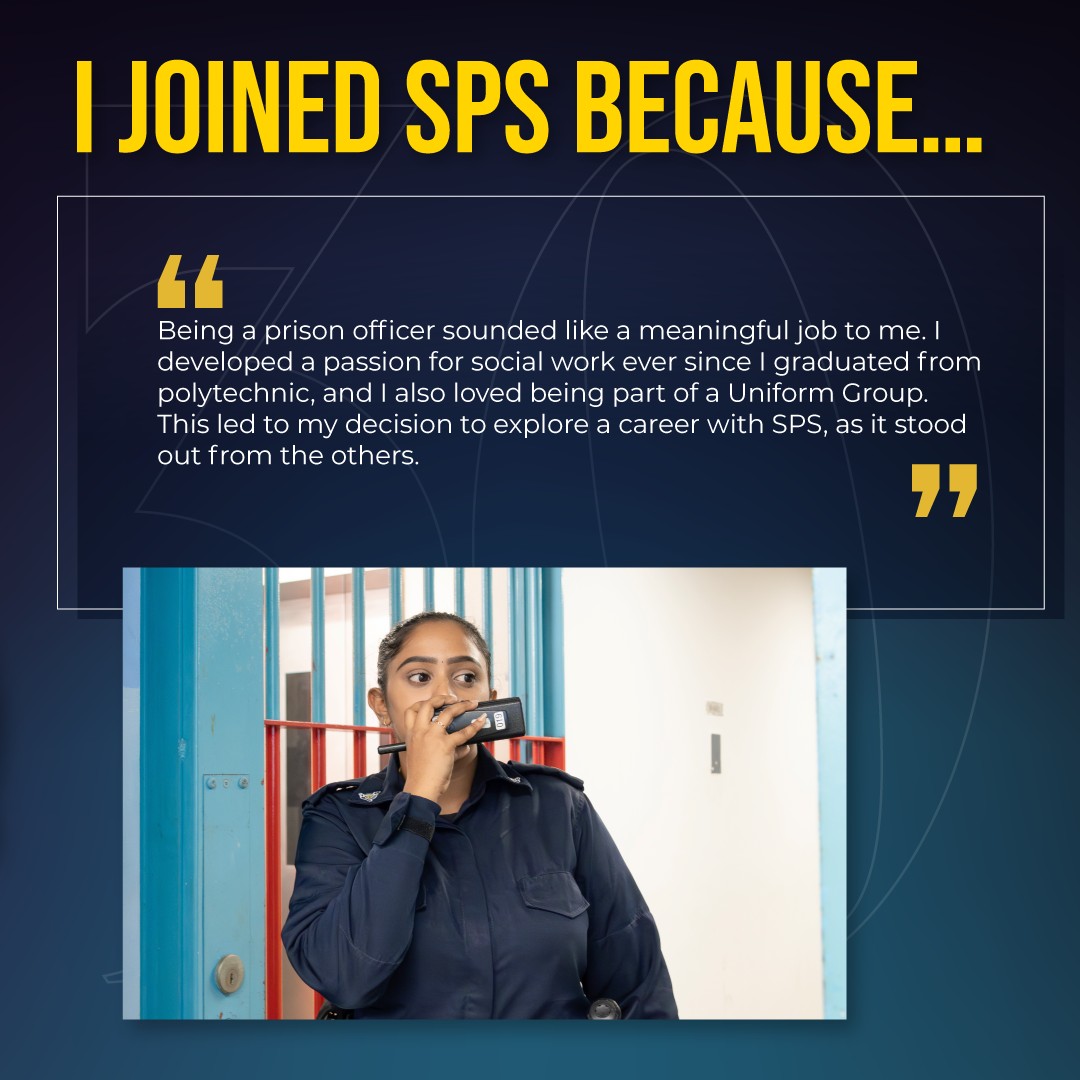 I JOINED SPS BECAUSE...
“
Being a prison officer sounded like a meaningful job to me. I
developed a passion for social work ever since I graduated from
polytechnic, and I also loved being part of a Uniform Group.
This led to my decision to explore a career with SPS, as it stood
out from the others.
”